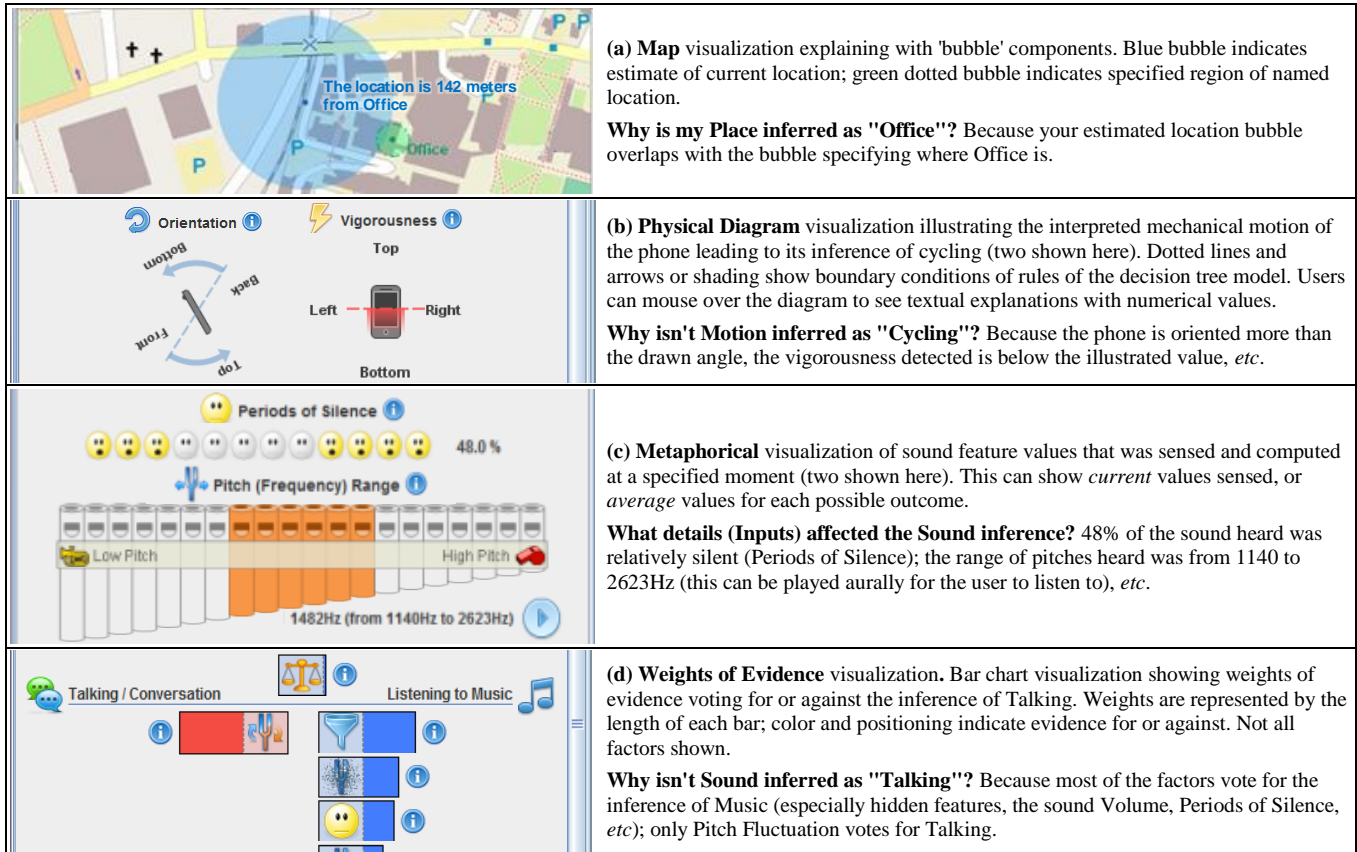 P
P P
The location is 142 meters
from Office
P
P
P
Office
(a) Map visualization explaining with 'bubble' components. Blue bubble indicates
estimate of current location; green dotted bubble indicates specified region of named
location.
Why is my Place inferred as "Office"? Because your estimated location bubble
overlaps with the bubble specifying where Office is.
Orientation
Vigorousness
Bottom
Back
Front
Top
Top
Left
Right
Bottom
(b) Physical Diagram visualization illustrating the interpreted mechanical motion of
the phone leading to its inference of cycling (two shown here). Dotted lines and
arrows or shading show boundary conditions of rules of the decision tree model. Users
can mouse over the diagram to see textual explanations with numerical values.
Why isn't Motion inferred as "Cycling"? Because the phone is oriented more than
the drawn angle, the vigorousness detected is below the illustrated value, etc.
Periods of Silence
48.0 %
Pitch (Frequency) Range
Low Pitch
High Pitch
1482Hz (from 1140Hz to 2623Hz)
(c) Metaphorical visualization of sound feature values that was sensed and computed
at a specified moment (two shown here). This can show current values sensed, or
average values for each possible outcome.
What details (Inputs) affected the Sound inference? 48% of the sound heard was
relatively silent (Periods of Silence); the range of pitches heard was from 1140 to
2623Hz (this can be played aurally for the user to listen to), etc.
Talking / Conversation
Listening to Music
(d) Weights of Evidence visualization. Bar chart visualization showing weights of
evidence voting for or against the inference of Talking. Weights are represented by the
length of each bar; color and positioning indicate evidence for or against. Not all
factors shown.
Why isn't Sound inferred as "Talking"? Because most of the factors vote for the
inference of Music (especially hidden features, the sound Volume, Periods of Silence,
etc); only Pitch Fluctuation votes for Talking.